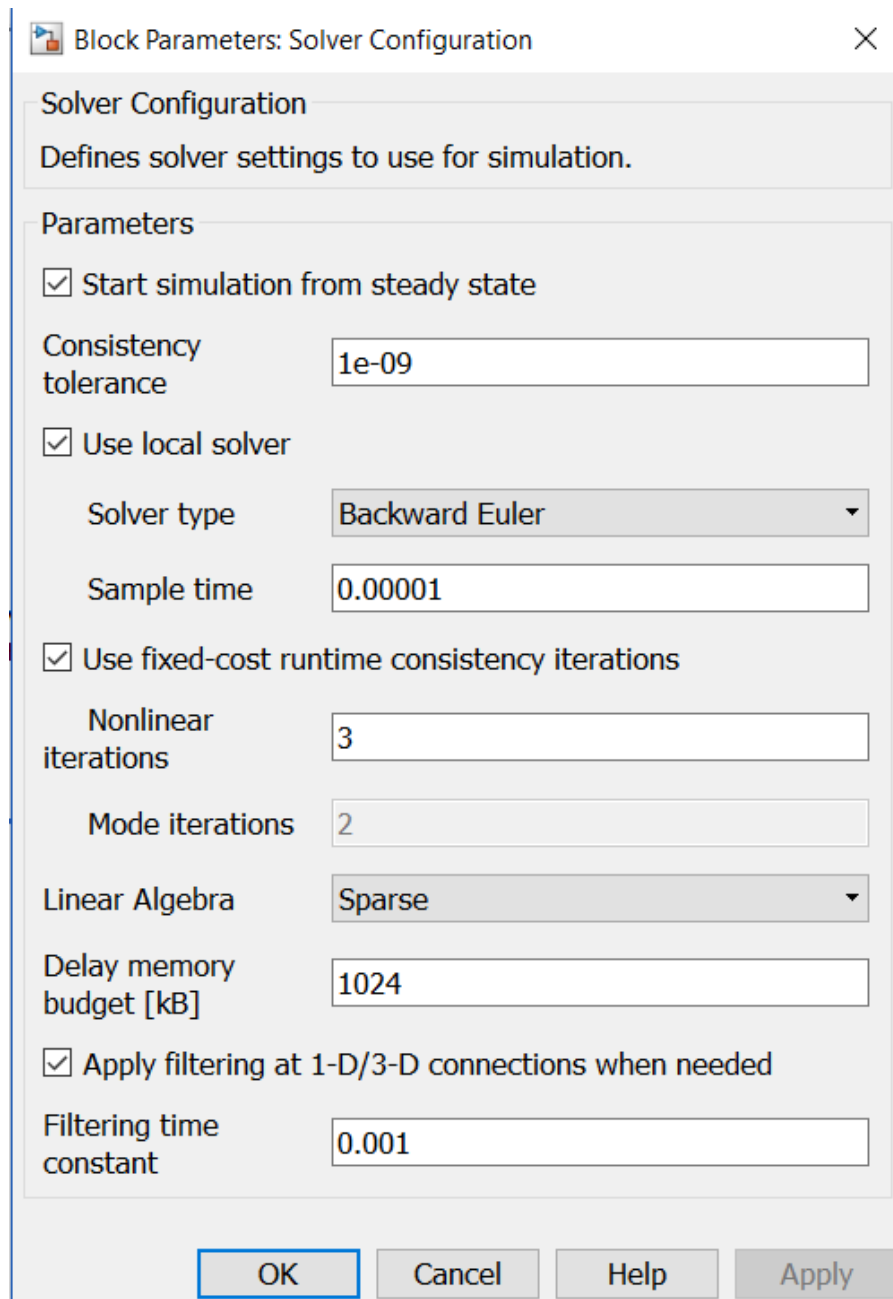 Block Parameters: Solver Configuration
Solver Configuration
Defines solver settings to use for simulation.
Parameters
Start simulation from steady state
Consistency
tolerance
1e-09
Use local solver
Solver type
Backward Euler
Sample time
0.00001
Use fixed-cost runtime consistency iterations
Nonlinear
iterations
3
Mode iterations
2
Linear Algebra
Sparse
Delay memory
budget [kB]
1024
Apply filtering at 1-D/3-D connections when needed
Filtering time
constant
0.001
OK
Cancel
Help
Apply